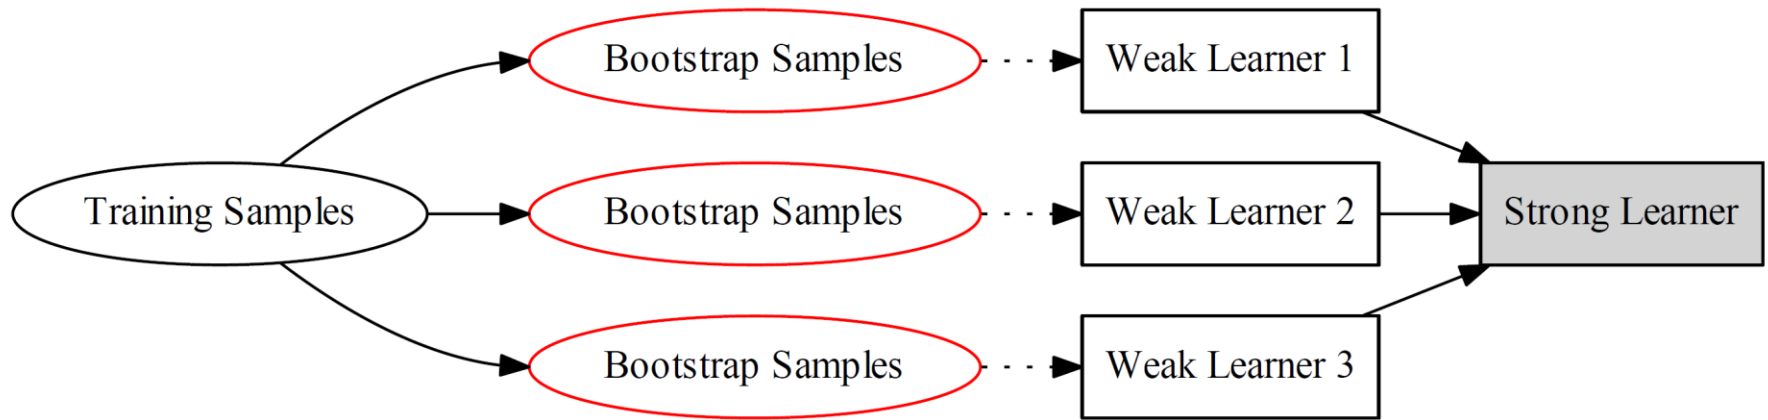 Bootstrap Samples
Weak Learner 1
Training Samples
Bootstrap Samples
Weak Learner 2
Strong Learner
Bootstrap Samples
Weak Learner 3